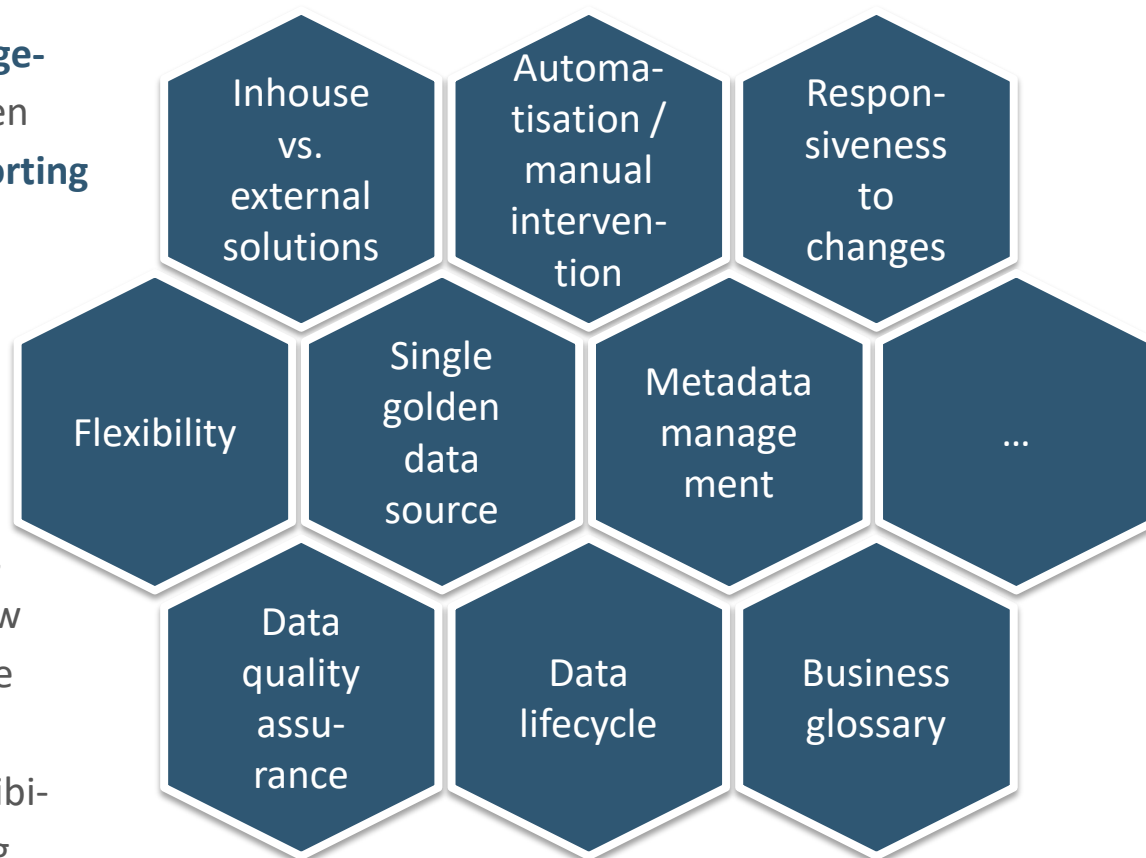 ge-
en
orting
w
e
ibi-
g
Inhouse
vs.
external
solutions
Automa-
tisation /
manual
interven-
tion
Respon-
siveness
to
changes
Flexibility
Single
golden
data
source
Metadata
manage
ment
...
Data
quality
assu-
rance
Data
lifecycle
Business
glossary